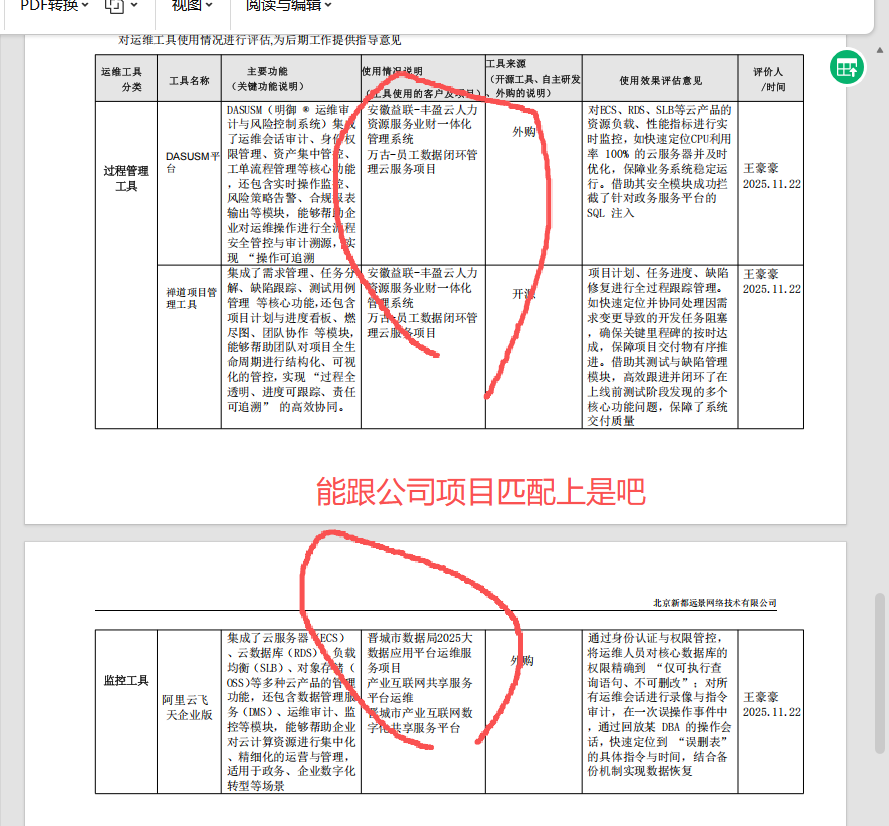 PDF转换
视图
阅读与编辑
对运维工具使用情况进行评估,为后期工作提供指导意见
运维工具
分类
工具名称
主要功能
(关键功能说明)
使用情况说明
(工具使用的客户及项目)
工具来源
(开源工具、自主研发
、外购的说明)
使用效果评估意见
评价人
/时间
过程管理
工具
DASUSM平
台
DASUSM(明御 ® 运维审
计与风险控制系统)集成
了运维会话审计、身份权
限管理、资产集中管控、
工单流程管理等核心功能
,还包含实时操作监控、
风险策略告警、合规报表
输出等模块,能够帮助企
业对运维操作进行全流程
安全管控与审计溯源,实
现 “操作可追溯
安徽益联-丰盈云人力
资源服务业财一体化
管理系统
万古-员工数据闭环管
理云服务项目
外购
对ECS、RDS、SLB等云产品的
资源负载、性能指标进行实
时监控,如快速定位CPU利用
率 100% 的云服务器并及时
优化,保障业务系统稳定运
行。借助其安全模块成功拦
截了针对政务服务平台的
SQL 注入
王豪豪
2025.11.22
禅道项目管
理工具
集成了需求管理、任务分
解、缺陷跟踪、测试用例
管理 等核心功能,还包含
项目计划与进度看板、燃
尽图、团队协作 等模块,
能够帮助团队对项目全生
命周期进行结构化、可视
化的管控,实现 “过程全
透明、进度可跟踪、责任
可追溯” 的高效协同。
安徽益联-丰盈云人力
资源服务业财一体化
管理系统
万古-员工数据闭环管
理云服务项目
开源
项目计划、任务进度、缺陷
修复进行全过程跟踪管理。
如快速定位并协同处理因需
求变更导致的开发任务阻塞
,确保关键里程碑的按时达
成,保障项目交付物有序推
进。借助其测试与缺陷管理
模块,高效跟进并闭环了在
上线前测试阶段发现的多个
核心功能问题,保障了系统
交付质量
王豪豪
2025.11.22
能跟公司项目匹配上是吧
北京新都远景网络技术有限公司
监控工具
阿里云飞
天企业版
集成了云服务器(ECS)
、云数据库(RDS)、负载
均衡(SLB)、对象存储(
OSS)等多种云产品的管理
功能,还包含数据管理服
务(DMS)、运维审计、监
控等模块,能够帮助企业
对云计算资源进行集中化
、精细化的运营与管理,
适用于政务、企业数字化
转型等场景
晋城市数据局2025大
数据应用平台运维服
务项目
产业互联网共享服务
平台运维
晋城市产业互联网数
字化共享服务平台
外购
通过身份认证与权限管控,
将运维人员对核心数据库的
权限精确到 “仅可执行查
询语句、不可删改”;对所
有运维会话进行录像与指令
审计,在一次误操作事件中
,通过回放某 DBA 的操作会
话,快速定位到 “误删表”
的具体指令与时间,结合备
份机制实现数据恢复
王豪豪
2025.11.22